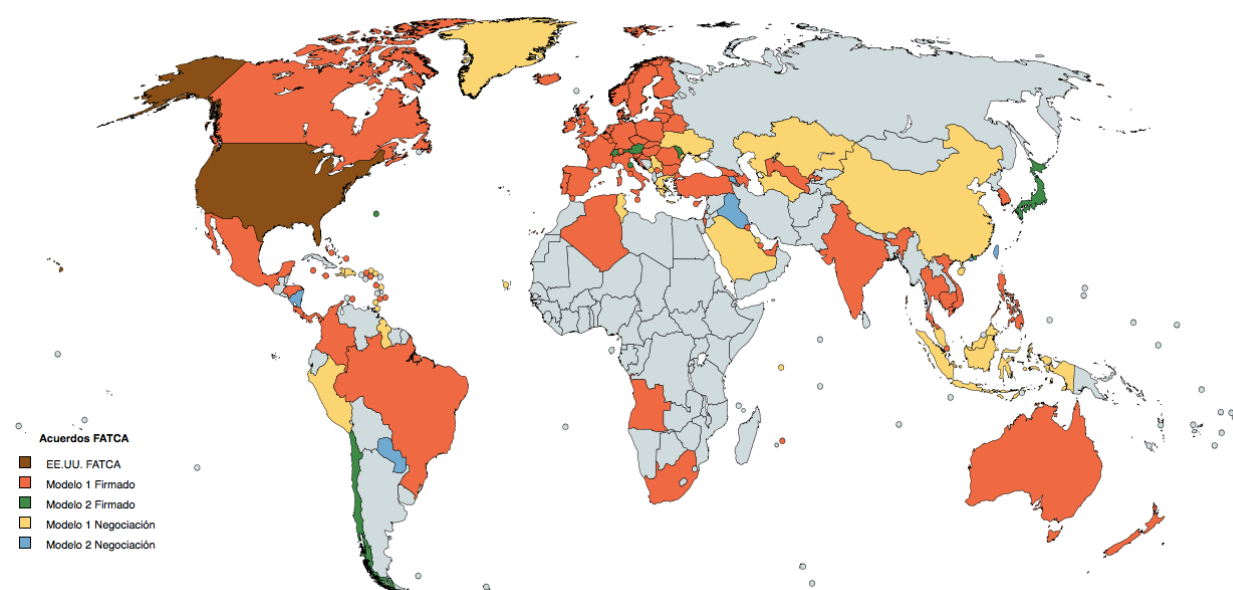 Acuerdos FATCA
EE.UU. FATCA
Modelo 1 Firmado
Modelo 2 Firmado
Modelo 1 Negociación
Modelo 2 Negociación